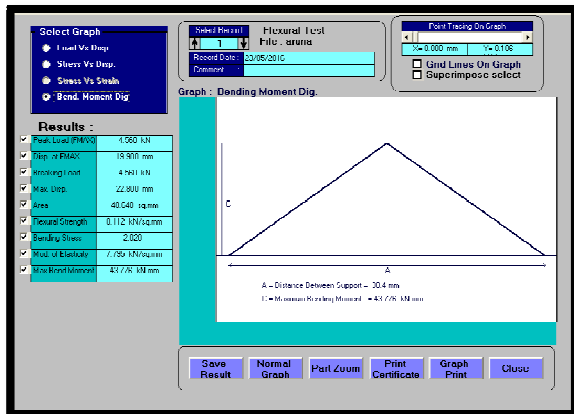 Select Graph
Load Vs Disp
Stress Vs Disp.
Stress Vs Strain
Bend. Moment Dig
Select Record
1
Flexural Test
File : aruna
Record Date : 23/05/2016
Comment :
Point Tracing On Graph
X= 0.000 mm Y= 0.106
Grid Lines On Graph
Superimpose select
Graph : Bending Moment Dig.
Results :
Peak Load (FMAX) 4.560 kN
Disp. at FMAX 19.900 mm
Breaking Load 4.560 kN
Max. Disp. 22.800 mm
Area 40.640 sq.mm
Flexural Strength 0.112 kN/sq.mm
Bending Stress 2.020
Mod. of Elasticity 7.795 kN/sq.mm
Max Bend Moment 43.776 kN.mm
C
A
A = Distance Between Support = 38.4 mm
C = Maximum Bending Moment = 43.776 kN.mm
Save Result
Normal Graph
Part Zoom
Print Certificate
Graph Print
Close